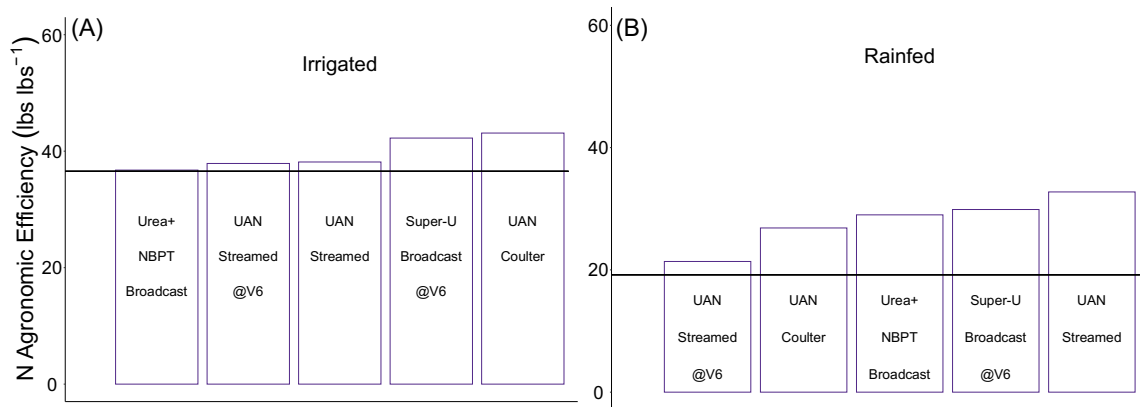 N Agronomic Efficiency (lbs lbs⁻¹)
(A)
Irrigated
60
40
20
0
Urea+
NBPT
Broadcast
UAN
Streamed
@V6
UAN
Streamed
Super-U
Broadcast
@V6
UAN
Coulter
(B)
Rainfed
60
40
20
0
UAN
Streamed
@V6
UAN
Coulter
Urea+
NBPT
Broadcast
Super-U
Broadcast
@V6
UAN
Streamed